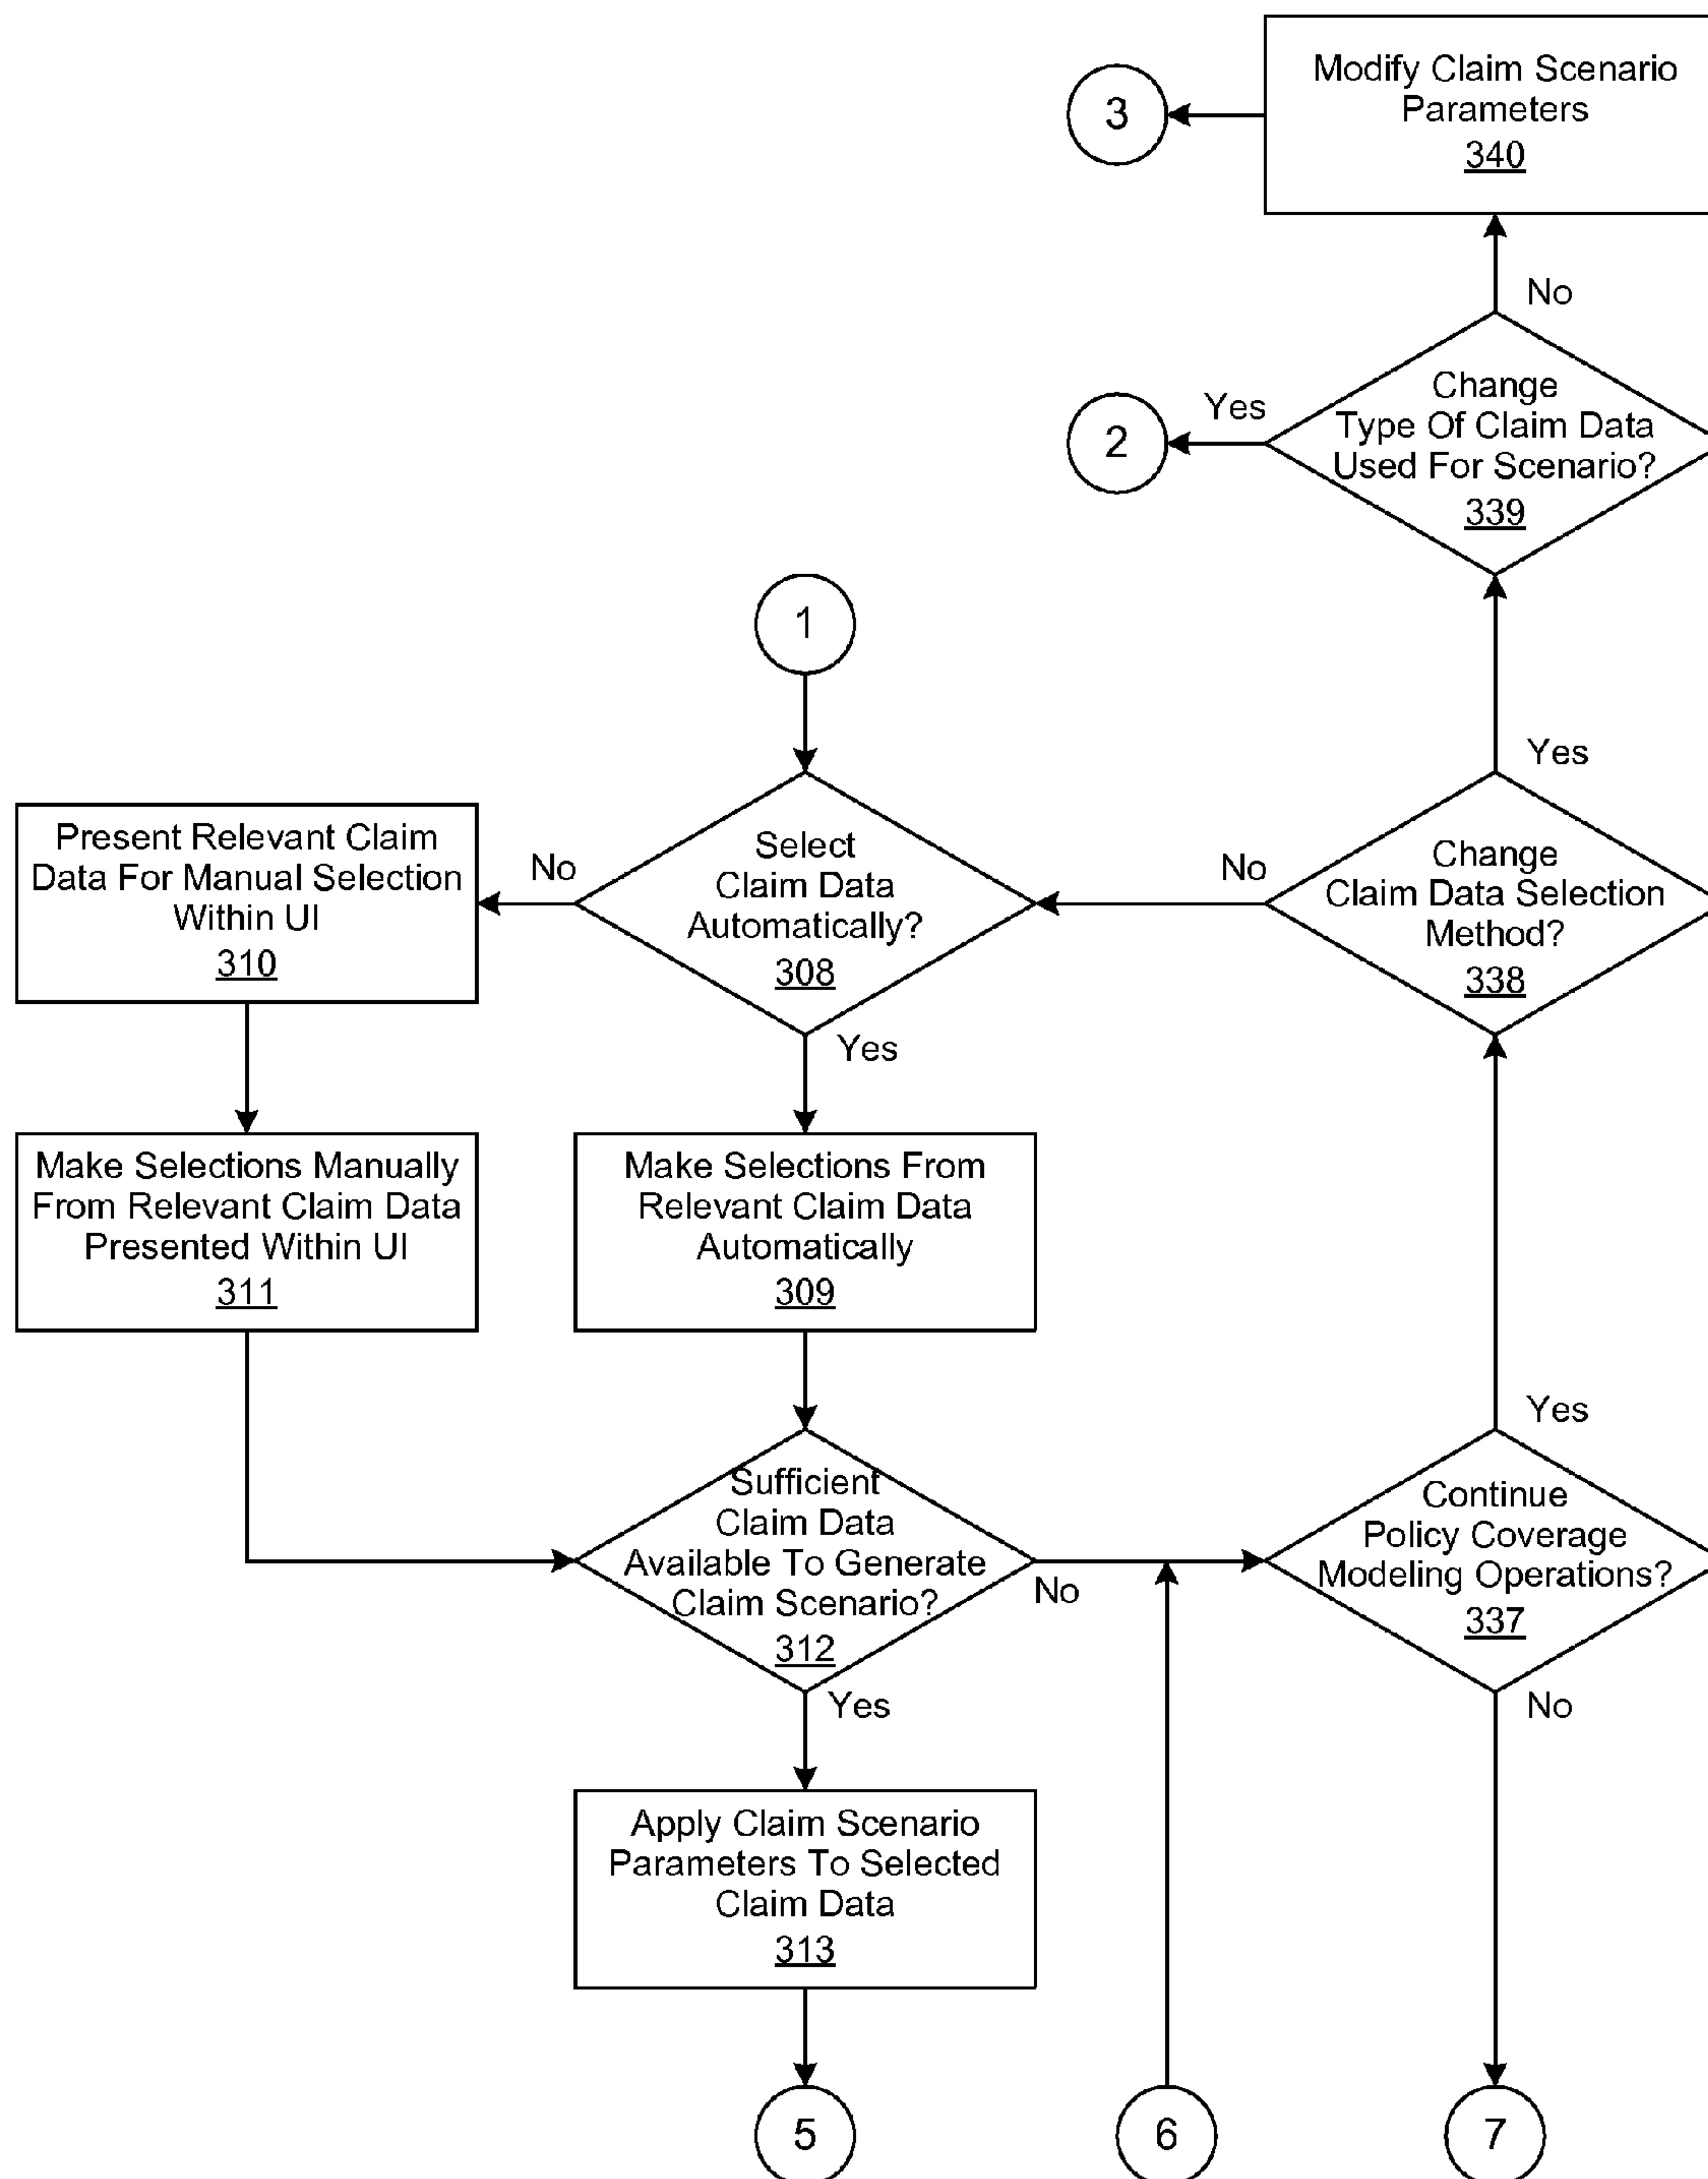 Modify Claim Scenario
Parameters
340
3
No
Change
Type Of Claim Data
Used For Scenario?
339
Yes
2
1
Yes
Present Relevant Claim
Data For Manual Selection
Within UI
310
No
Select
Claim Data
Automatically?
308
No
Change
Claim Data Selection
Method?
338
Yes
Make Selections Manually
From Relevant Claim Data
Presented Within UI
311
Make Selections From
Relevant Claim Data
Automatically
309
Yes
Sufficient
Claim Data
Available To Generate
Claim Scenario?
312
No
Continue
Policy Coverage
Modeling Operations?
337
Yes
No
Apply Claim Scenario
Parameters To Selected
Claim Data
313
5
6
7